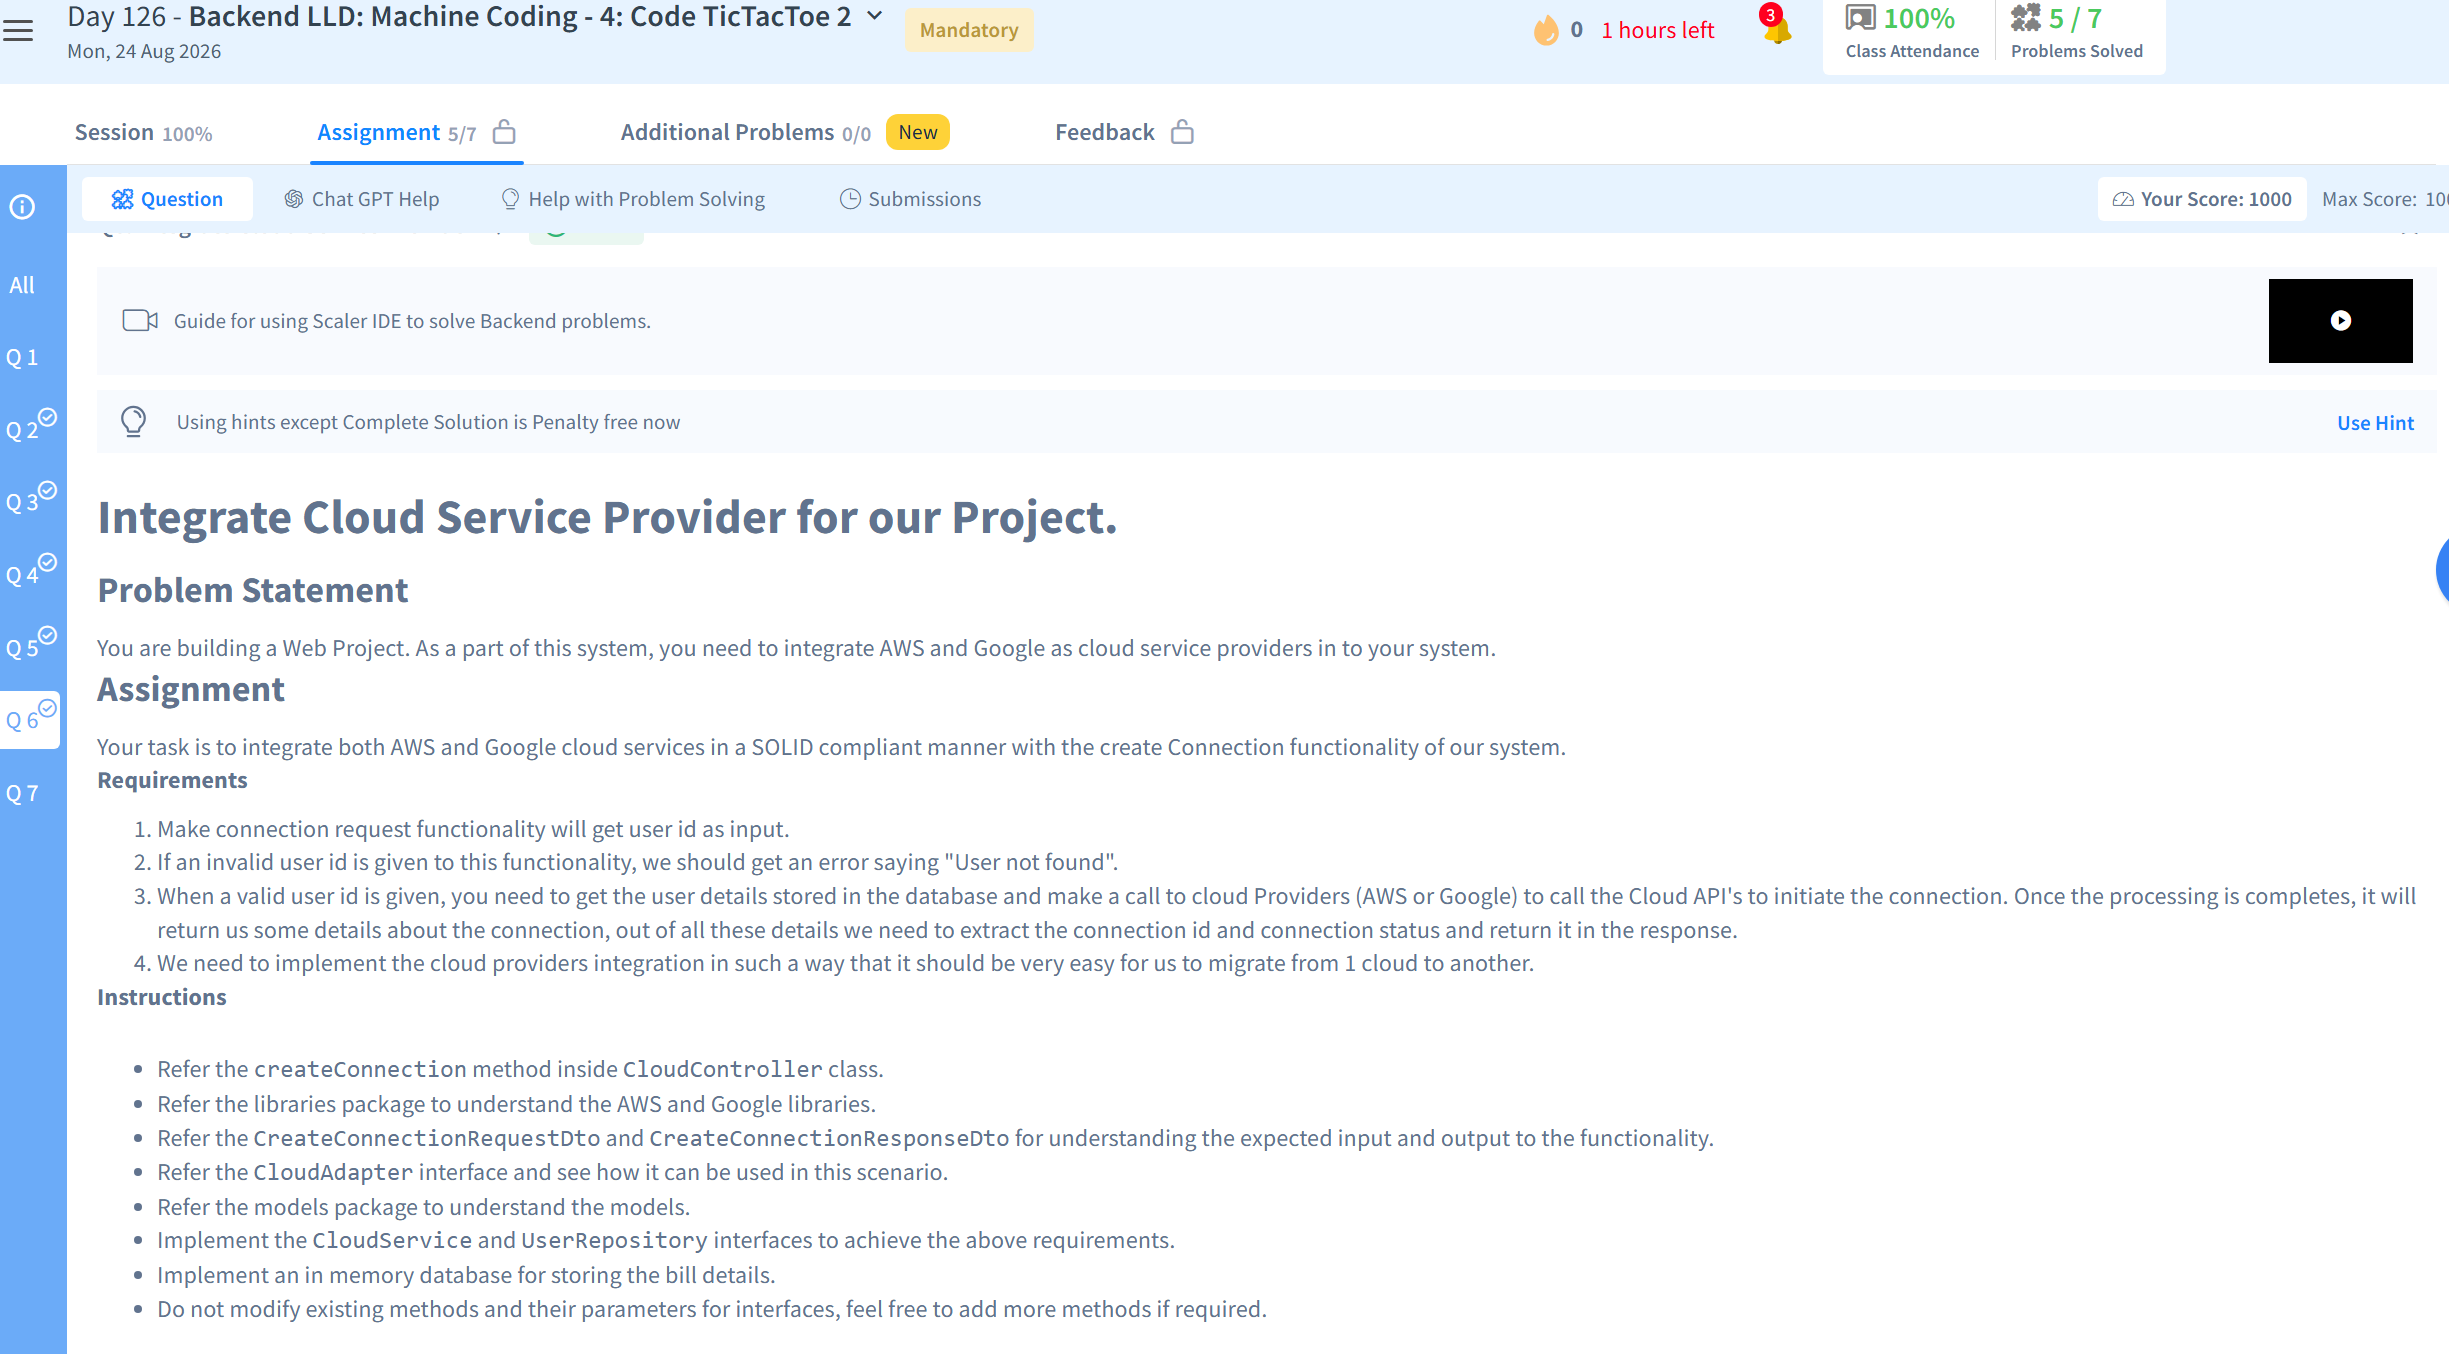 Day 126 - Backend LLD: Machine Coding - 4: Code TicTacToe 2
Mandatory
Mon, 24 Aug 2026
0
1 hours left
3
100%
Class Attendance
5 / 7
Problems Solved
Session 100%
Assignment 5/7
Additional Problems 0/0
New
Feedback
Question
Chat GPT Help
Help with Problem Solving
Submissions
Your Score: 1000
Max Score:
All
Q 1
Q 2
Q 3
Q 4
Q 5
Q 6
Q 7
Guide for using Scaler IDE to solve Backend problems.
Using hints except Complete Solution is Penalty free now
Use Hint
Integrate Cloud Service Provider for our Project.
Problem Statement
You are building a Web Project. As a part of this system, you need to integrate AWS and Google as cloud service providers in to your system.
Assignment
Your task is to integrate both AWS and Google cloud services in a SOLID compliant manner with the create Connection functionality of our system.
Requirements
1. Make connection request functionality will get user id as input.
2. If an invalid user id is given to this functionality, we should get an error saying "User not found".
3. When a valid user id is given, you need to get the user details stored in the database and make a call to cloud Providers (AWS or Google) to call the Cloud API's to initiate the connection. Once the processing is completes, it will
return us some details about the connection, out of all these details we need to extract the connection id and connection status and return it in the response.
4. We need to implement the cloud providers integration in such a way that it should be very easy for us to migrate from 1 cloud to another.
Instructions
• Refer the createConnection method inside CloudController class.
• Refer the libraries package to understand the AWS and Google libraries.
• Refer the CreateConnectionRequestDto and CreateConnectionResponseDto for understanding the expected input and output to the functionality.
• Refer the CloudAdapter interface and see how it can be used in this scenario.
• Refer the models package to understand the models.
• Implement the CloudService and UserRepository interfaces to achieve the above requirements.
• Implement an in memory database for storing the bill details.
• Do not modify existing methods and their parameters for interfaces, feel free to add more methods if required.